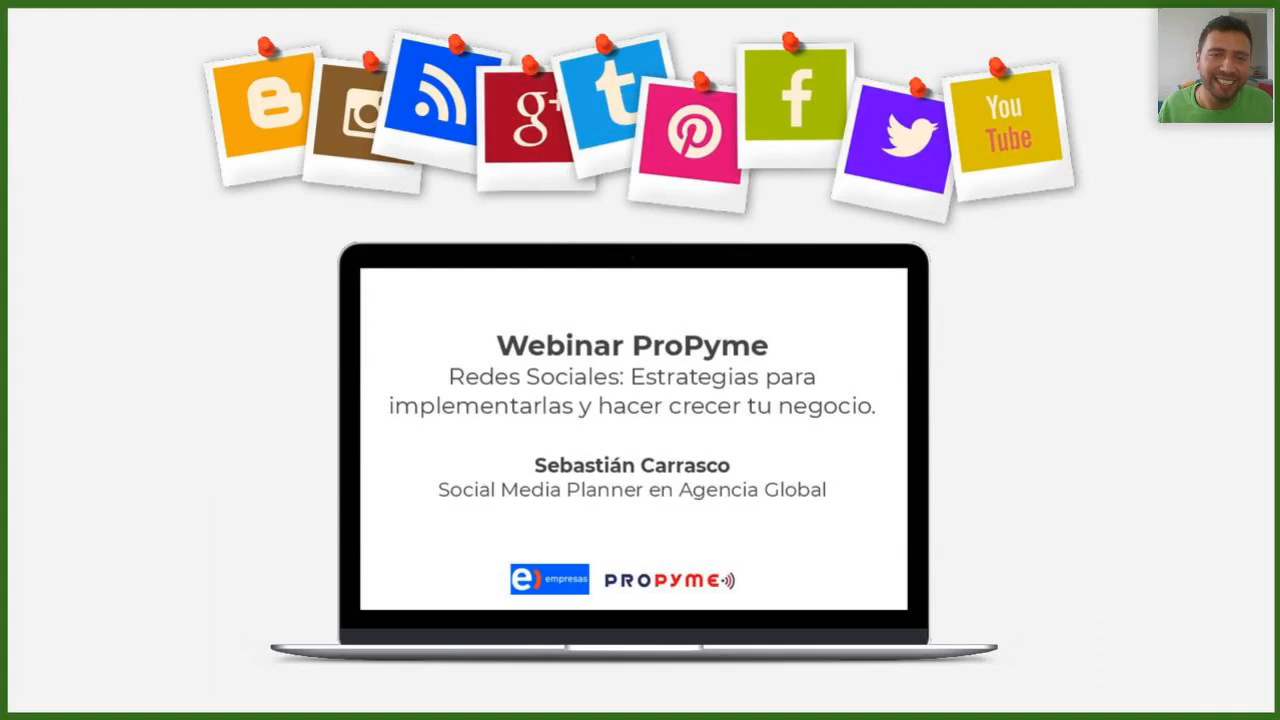 g+
t
f
You
Tube
Webinar ProPyme
Redes Sociales: Estrategias para
implementarlas y hacer crecer tu negocio.
Sebastián Carrasco
Social Media Planner en Agencia Global
e) empresas
PROPYME